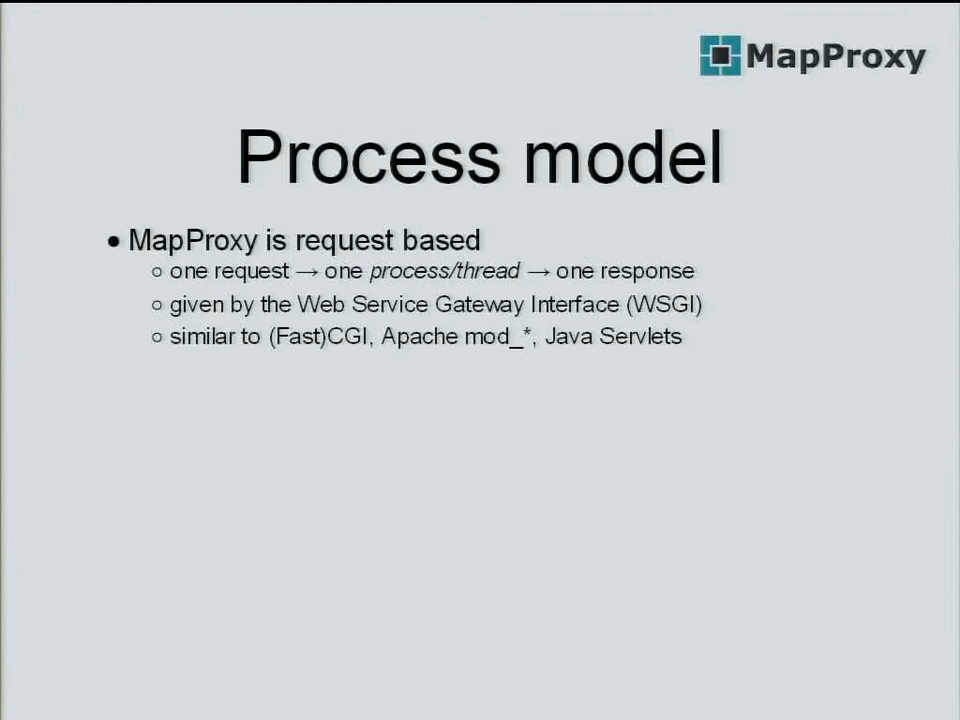 MapProxy
Process model
• MapProxy is request based
○ one request → one process/thread → one response
○ given by the Web Service Gateway Interface (WSGI)
○ similar to (Fast)CGI, Apache mod_*, Java Servlets